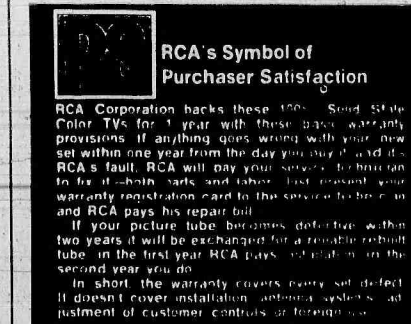 RCA's Symbol of
Purchaser Satisfaction
RCA Corporation backs these 100% Solid State
Color TVs for 1 year with these basic warranty
provisions. If anything goes wrong with your new
set within one year from the day you buy it and it's
RCA's fault, RCA will pay your service technician
to fix it—both parts and labor. Just present your
warranty registration card to the service technician
and RCA pays his repair bill
If your picture tube becomes defective within
two years it will be exchanged for a rebuilt
tube. in the first year RCA pays installation in the
second year you do
In short, the warranty covers every set defect
It doesn't cover installation antenna systems ad
justment of customer controls or foreign use